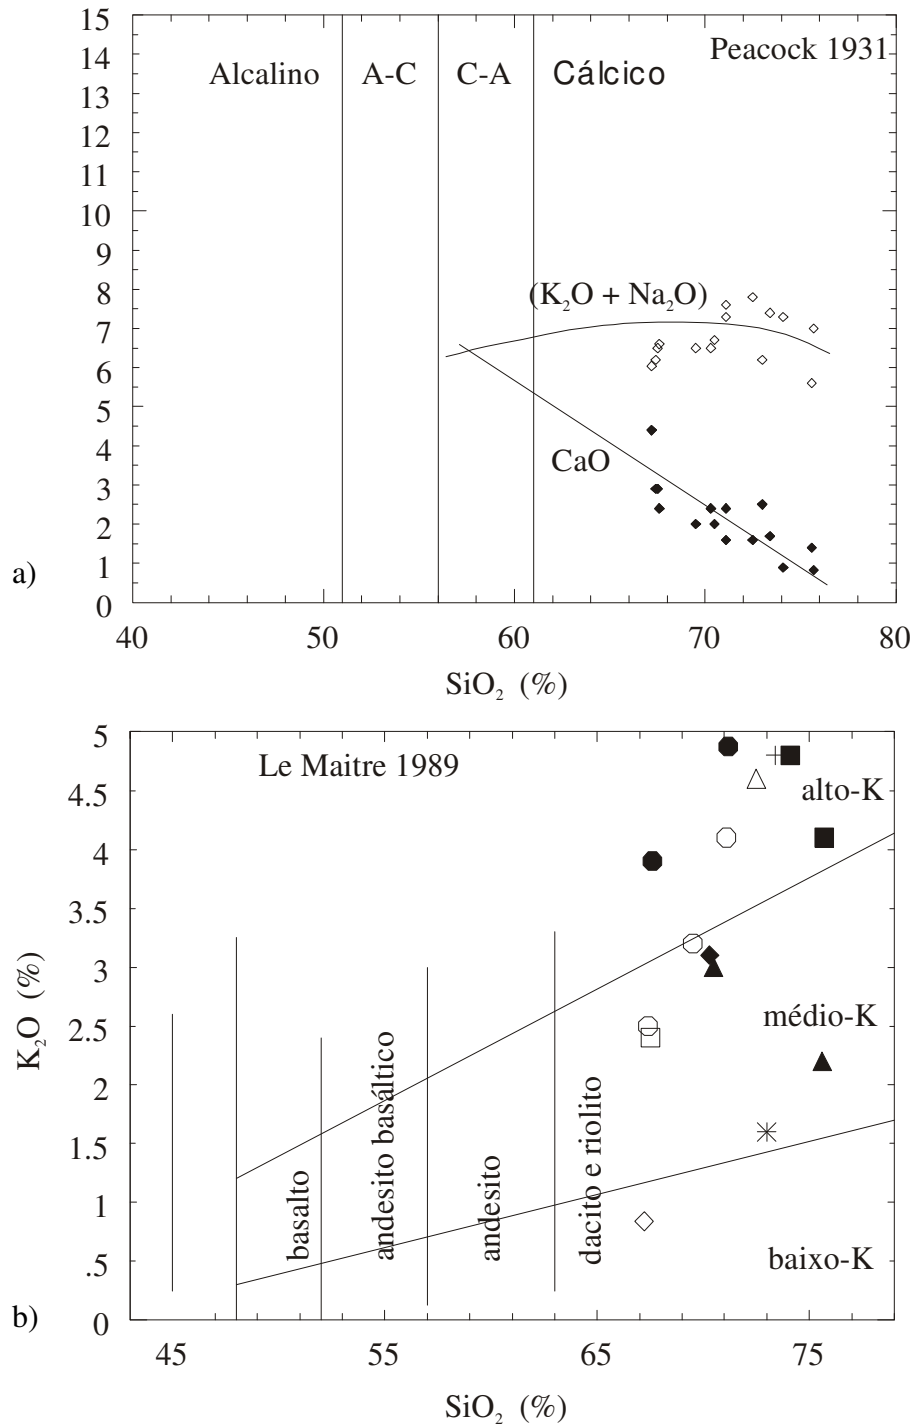 15
14
13
12
11
10
9
8
7
6
5
4
3
2
1
0
Peacock 1931
Alcalino A-C C-A Cálcico
(K₂O + Na₂O)
CaO
a)
40 50 60 70 80
SiO₂ (%)
5
4.5
4
3.5
3
2.5
2
1.5
1
.5
0
K₂O (%)
Le Maitre 1989
alto-K
médio-K
baixo-K
basalto
andesito basáltico
andesito
dacito e riolito
b)
45 55 65 75
SiO₂ (%)